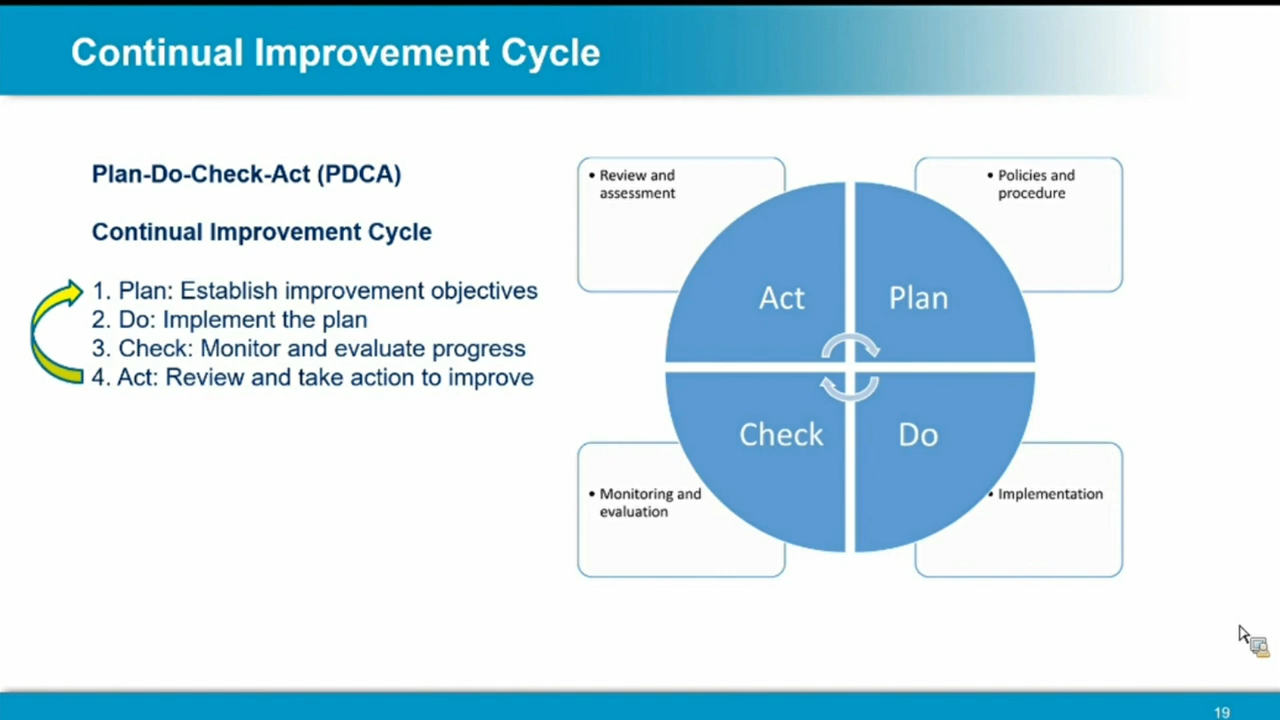 Continual Improvement Cycle
Plan-Do-Check-Act (PDCA)
Continual Improvement Cycle
1. Plan: Establish improvement objectives
2. Do: Implement the plan
3. Check: Monitor and evaluate progress
4. Act: Review and take action to improve
• Review and
assessment
• Policies and
procedure
Act
Plan
Check
Do
• Monitoring and
evaluation
• Implementation
19